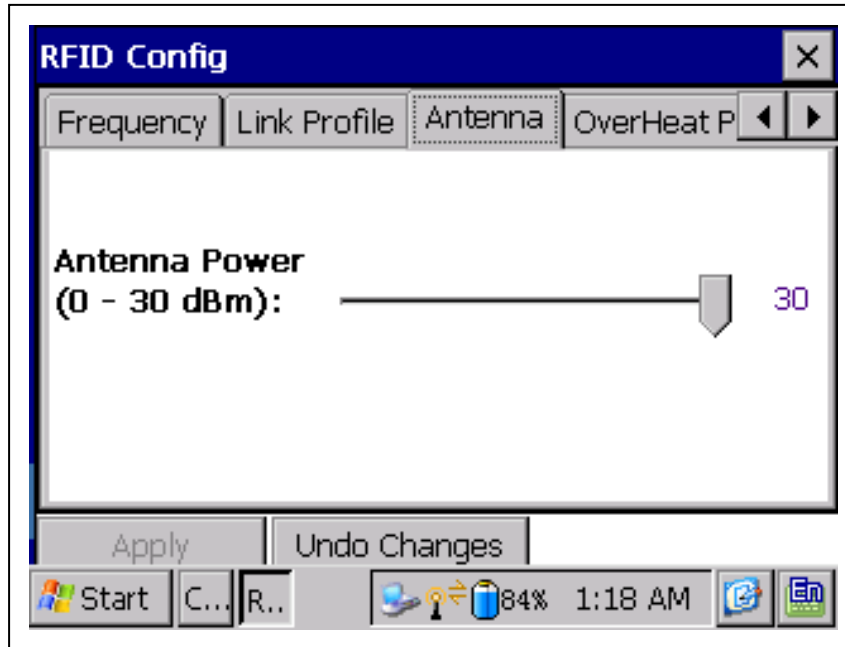 RFID Config
Frequency Link Profile Antenna OverHeat P
Antenna Power
(0 - 30 dBm): 30
Apply Undo Changes
Start C... R.. 84% 1:18 AM En